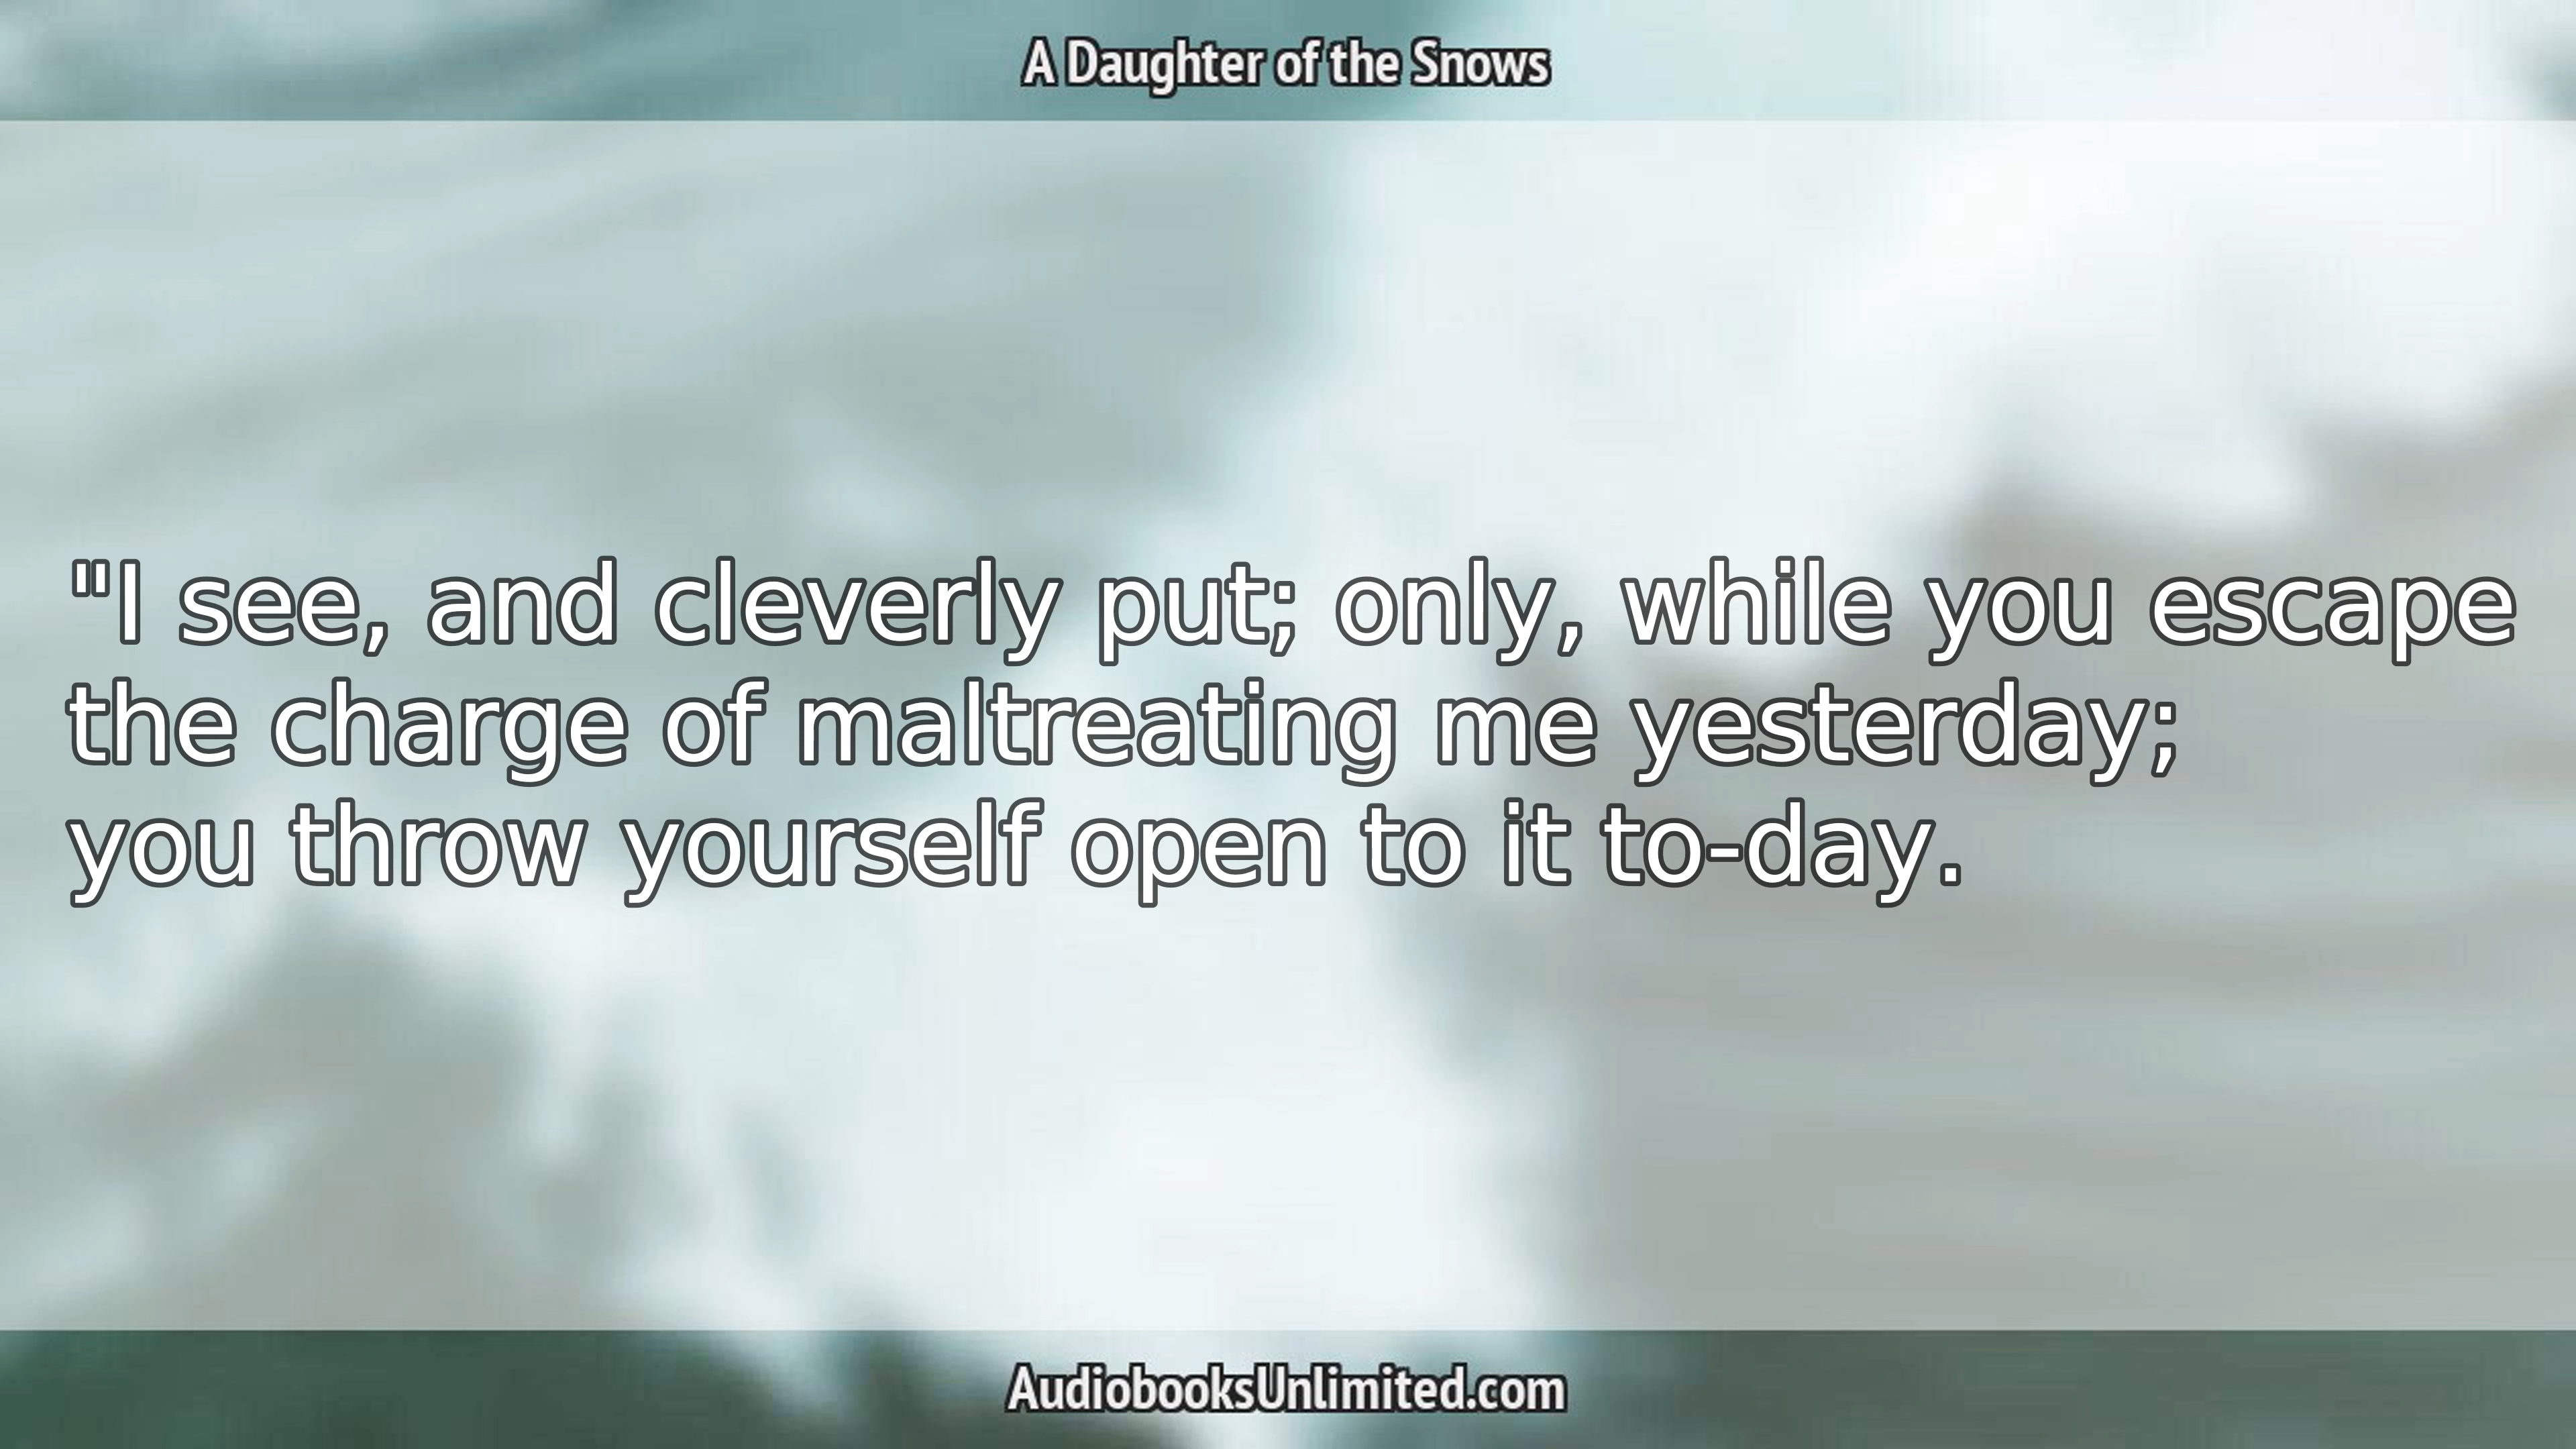 A Daughter of the Snows
"I see, and cleverly put; only, while you escape
the charge of maltreating me yesterday;
you throw yourself open to it to-day.
AudiobooksUnlimited.com